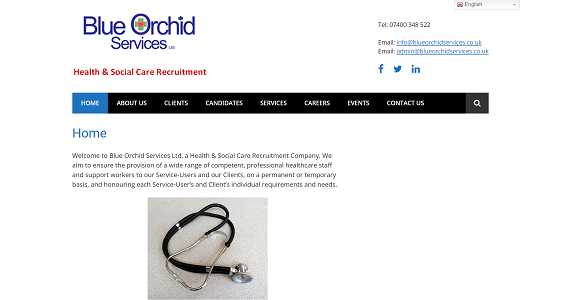 English
Blue Orchid
Services Ltd
Health & Social Care Recruitment
Tel: 07400 348 522
Email: info@blueorchidservices.co.uk
Email: admin@blueorchidservices.co.uk
HOME ABOUT US CLIENTS CANDIDATES SERVICES CAREERS EVENTS CONTACT US
Home
Welcome to Blue Orchid Services Ltd, a Health & Social Care Recruitment Company. We
aim to ensure the provision of a wide range of competent, professional healthcare staff
and support workers to our Service-Users and our Clients, on a permanent or temporary
basis, and honouring each Service-User's and Client's individual requirements and needs.